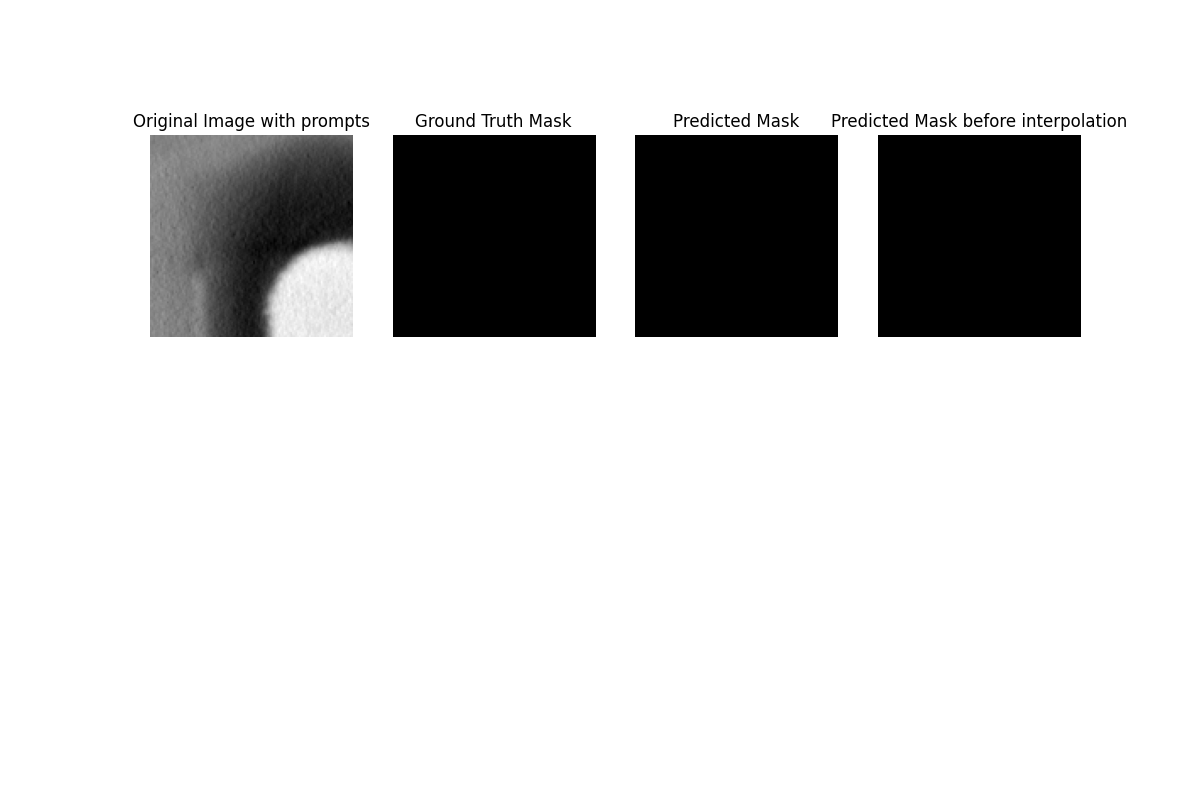 Original Image with prompts
Ground Truth Mask
Predicted Mask
Predicted Mask before interpolation